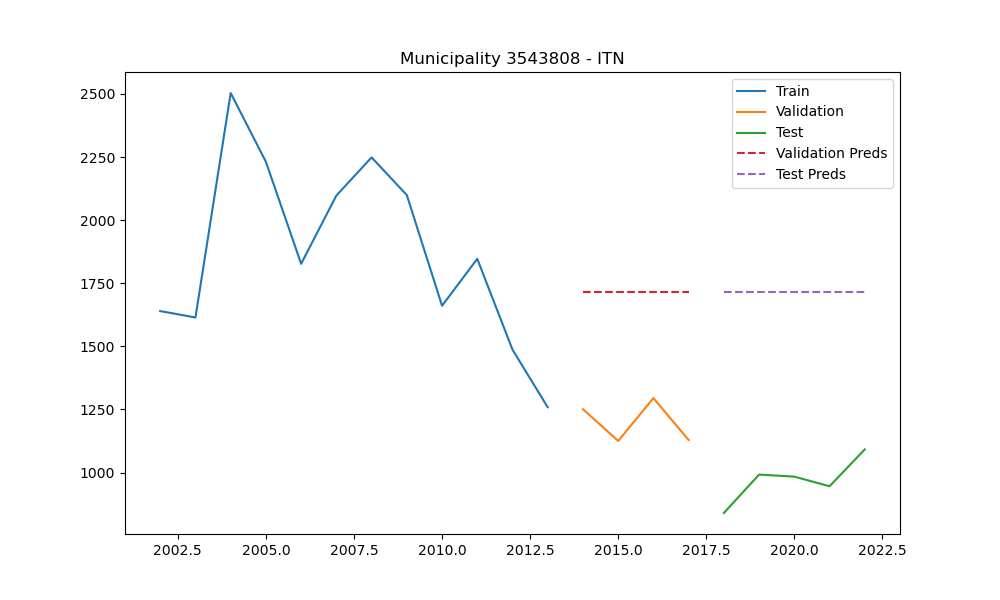 Municipality 3543808 - ITN
Train
Validation
Test
Validation Preds
Test Preds
2500
2250
2000
1750
1500
1250
1000
2002.5 2005.0 2007.5 2010.0 2012.5 2015.0 2017.5 2020.0 2022.5